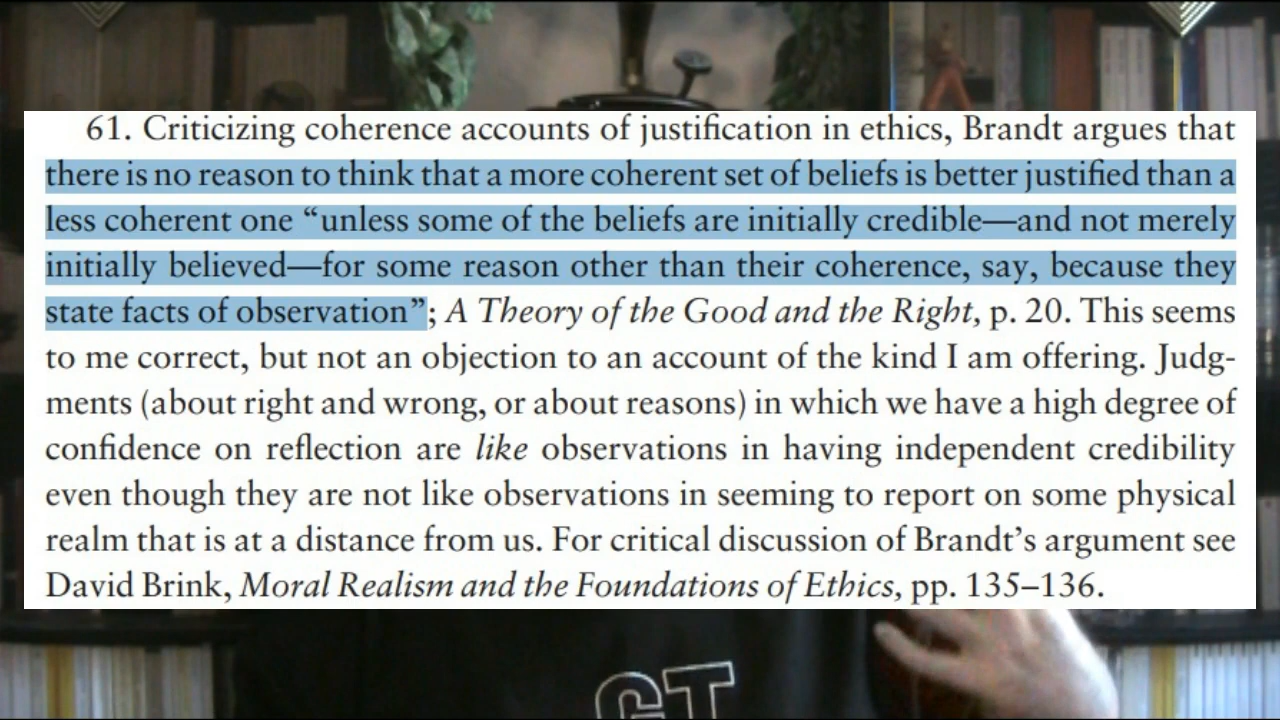 61. Criticizing coherence accounts of justification in ethics, Brandt argues that
there is no reason to think that a more coherent set of beliefs is better justified than a
less coherent one “unless some of the beliefs are initially credible—and not merely
initially believed—for some reason other than their coherence, say, because they
state facts of observation”; A Theory of the Good and the Right, p. 20. This seems
to me correct, but not an objection to an account of the kind I am offering. Judg-
ments (about right and wrong, or about reasons) in which we have a high degree of
confidence on reflection are like observations in having independent credibility
even though they are not like observations in seeming to report on some physical
realm that is at a distance from us. For critical discussion of Brandt’s argument see
David Brink, Moral Realism and the Foundations of Ethics, pp. 135–136.
GT